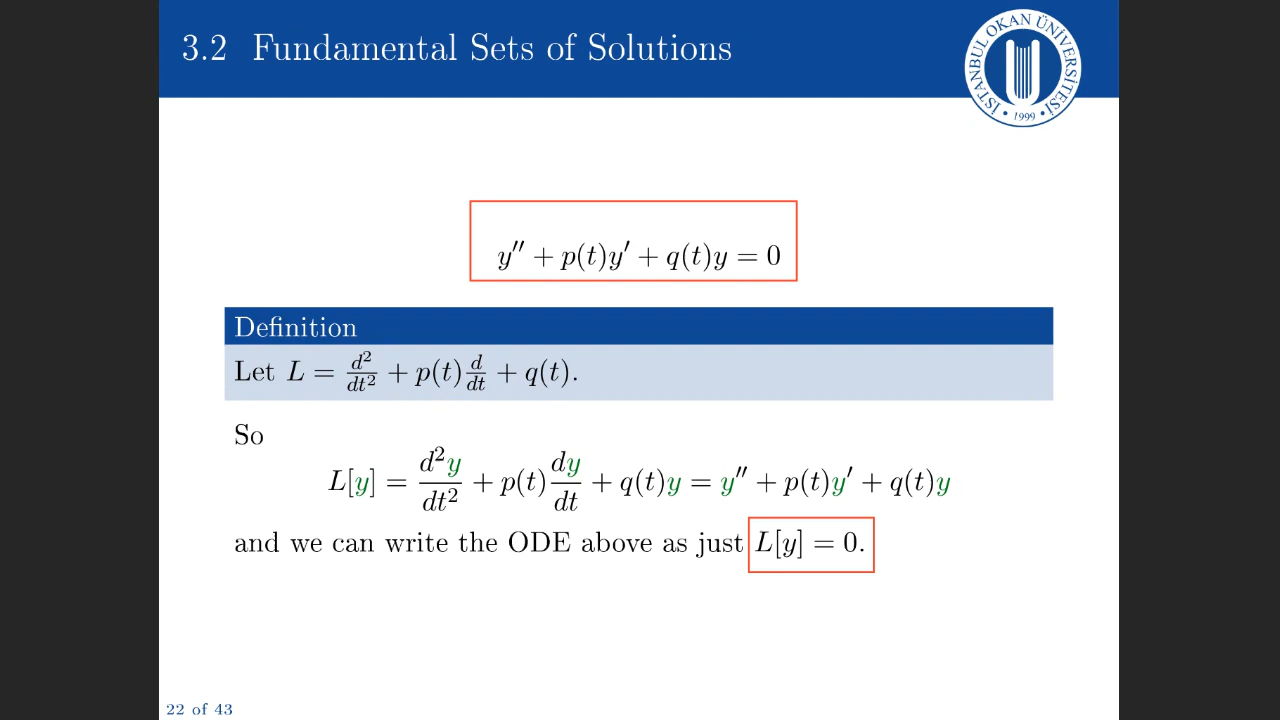 3.2 Fundamental Sets of Solutions
İSTANBUL OKAN ÜNİVERSİTESİ
• 1999 •
y″ + p(t)y′ + q(t)y = 0
Definition
Let L = d²/dt² + p(t) d/dt + q(t).
So
L[y] = d²y/dt² + p(t) dy/dt + q(t)y = y″ + p(t)y′ + q(t)y
and we can write the ODE above as just L[y] = 0.
22 of 43